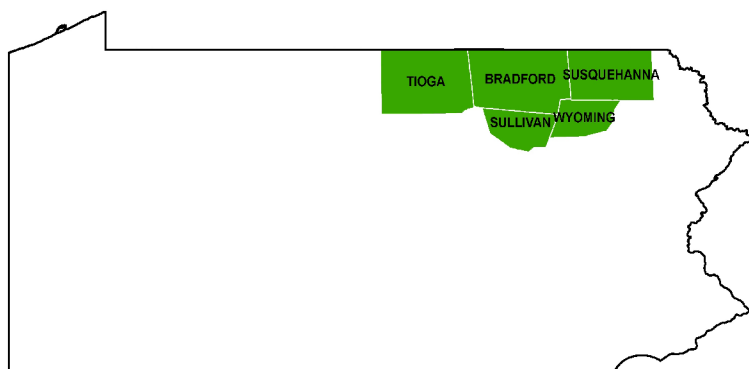 TIOGA
BRADFORD
SUSQUEHANNA
SULLIVAN
WYOMING